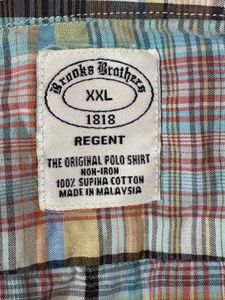 Brooks Brothers
XXL
1818
REGENT
THE ORIGINAL POLO SHIRT
NON-IRON
100% SUPIMA COTTON
MADE IN MALAYSIA